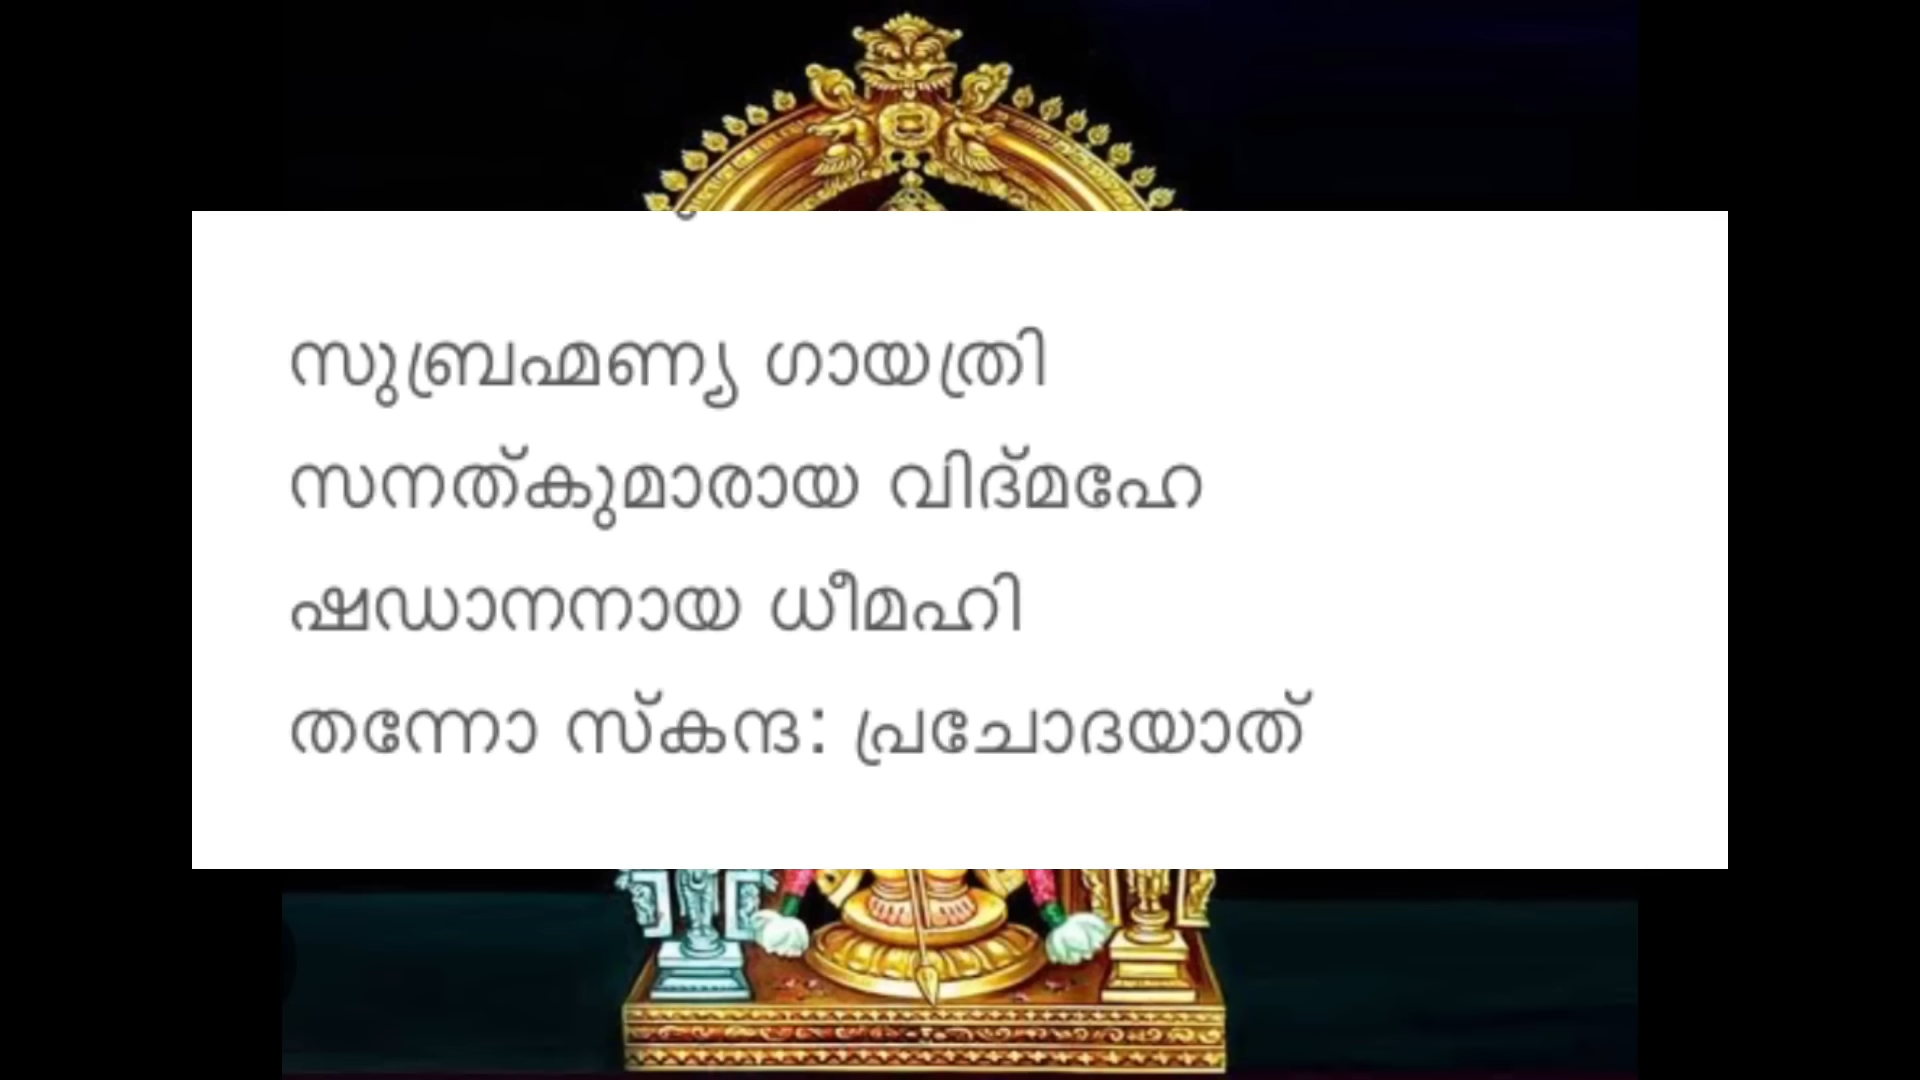 സുബ്രഹ്മണ്യ ഗായത്രി
സനത്കുമാരായ വിദ്മഹേ
ഷഡാനനായ ധീമഹി
തന്നോ സ്കന്ദ: പ്രചോദയാത്